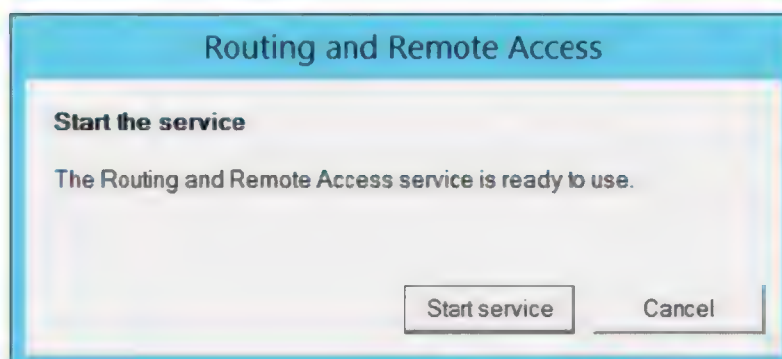 Routing and Remote Access
Start the service
The Routing and Remote Access service is ready to use.
Start service
Cancel